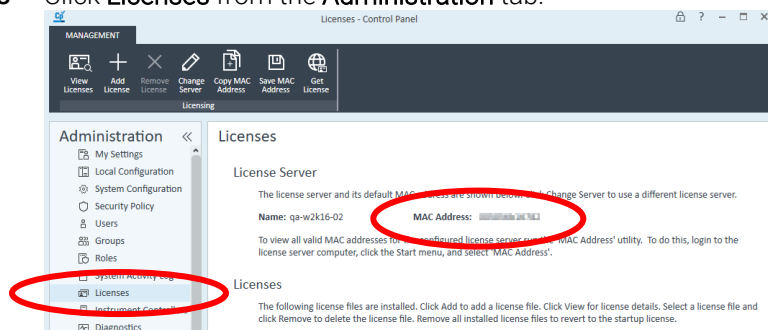 Click Licenses from the Administration tab.
Licenses - Control Panel
MANAGEMENT
View Licenses
Add License
Remove License
Change Server
Copy MAC Address
Save MAC Address
Get License
Licensing
Administration
My Settings
Local Configuration
System Configuration
Security Policy
Users
Groups
Roles
System Activity Log
Licenses
Instrument Controllers
Diagnostics
Licenses
License Server
The license server and its default MAC address are shown below. Click Change Server to use a different license server.
Name: qa-w2k16-02 MAC Address:
To view all valid MAC addresses for the configured license server run the 'MAC Address' utility. To do this, login to the
license server computer, click the Start menu, and select 'MAC Address'.
Licenses
The following license files are installed. Click Add to add a license file. Click View for license details. Select a license file and
click Remove to delete the license file. Remove all installed license files to revert to the startup license.